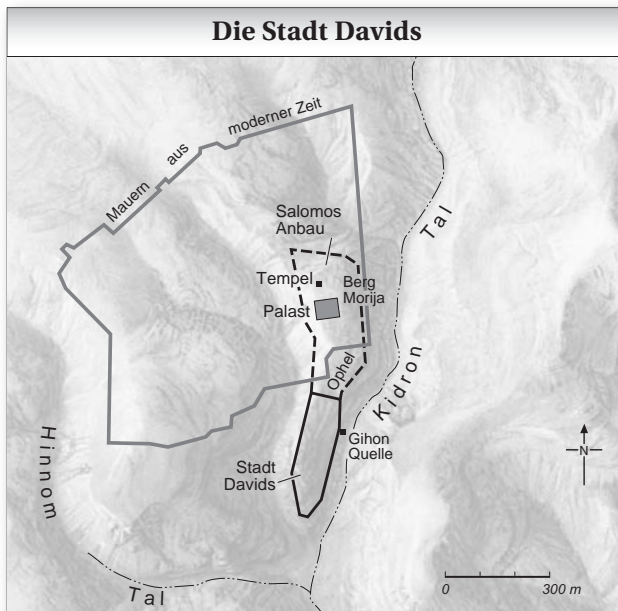 Die Stadt Davids
Mauern aus moderner Zeit
Salomos
Anbau
Tempel
Berg
Morija
Palast
Ophel
Kidron Tal
Gihon
Quelle
Stadt
Davids
Hinnom Tal
N
0 300 m